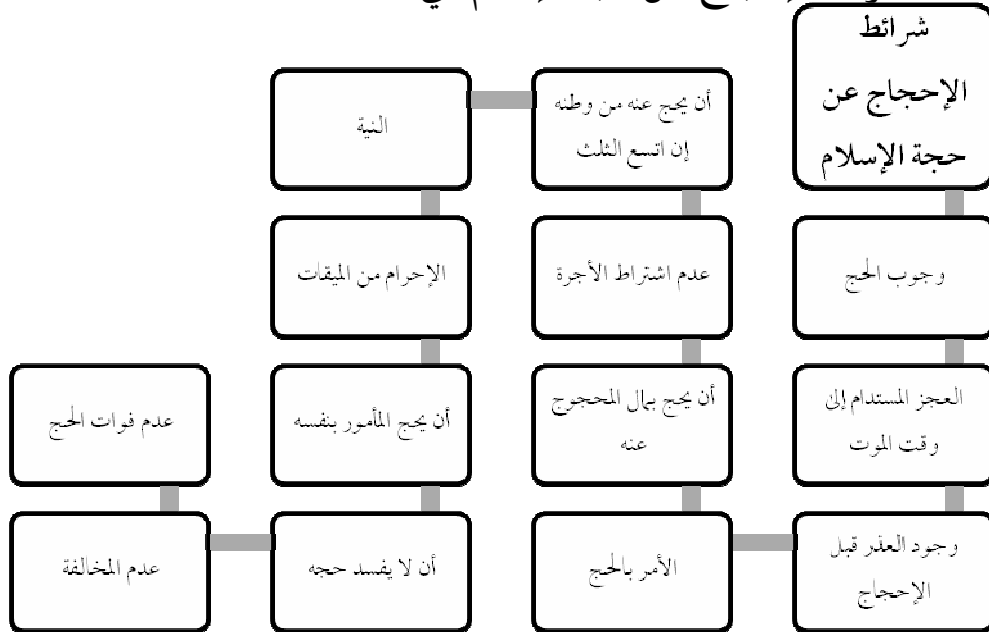 شرائط
الإحجاج عن
حجة الإسلام
وجوب الحج
العجز المستدام إلى
وقت الموت
وجود العذر قبل
الإحجاج
الأمر بالحج
أن يحج بمال المحجوج
عنه
عدم اشتراط الأجرة
أن يحج عنه من وطنه
إن اتسع الثلث
النية
الإحرام من الميقات
أن يحج المأمور بنفسه
أن لا يفسد حجه
عدم المخالفة
عدم فوات الحج